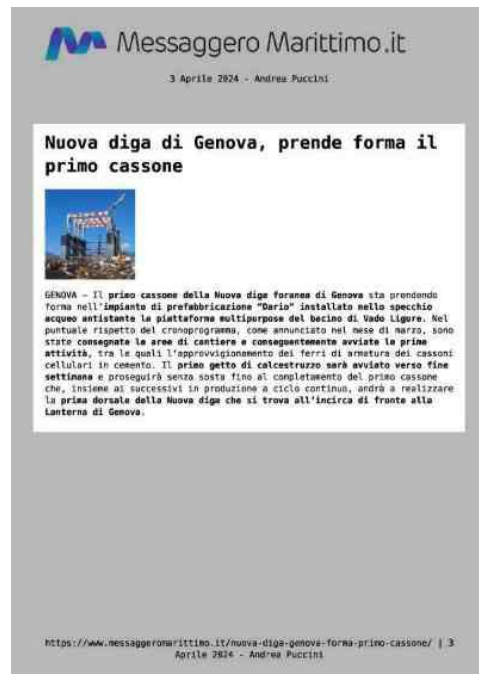 Messaggero Marittimo.it
3 Aprile 2024 - Andrea Puccini
Nuova diga di Genova, prende forma il
primo cassone
GENOVA – Il primo cassone della Nuova diga foranea di Genova sta prendendo
forma nell'impianto di prefabbricazione "Dario" installato nello specchio
acqueo antistante la piattaforma multipurpose del bacino di Vado Ligure. Nel
puntuale rispetto del cronoprogramma, come annunciato nel mese di marzo, sono
state consegnate le aree di cantiere e conseguentemente avviate le prime
attività, tra le quali l'approvvigionamento dei ferri di armatura dei cassoni
cellulari in cemento. Il primo getto di calcestruzzo sarà avviato verso fine
settimana e proseguirà senza sosta fino al completamento del primo cassone
che, insieme ai successivi in produzione a ciclo continuo, andrà a realizzare
la prima dorsale della Nuova diga che si trova all'incirca di fronte alla
Lanterna di Genova.
https://www.messaggeromarittimo.it/nuova-diga-genova-forma-primo-cassone/ | 3
Aprile 2024 - Andrea Puccini